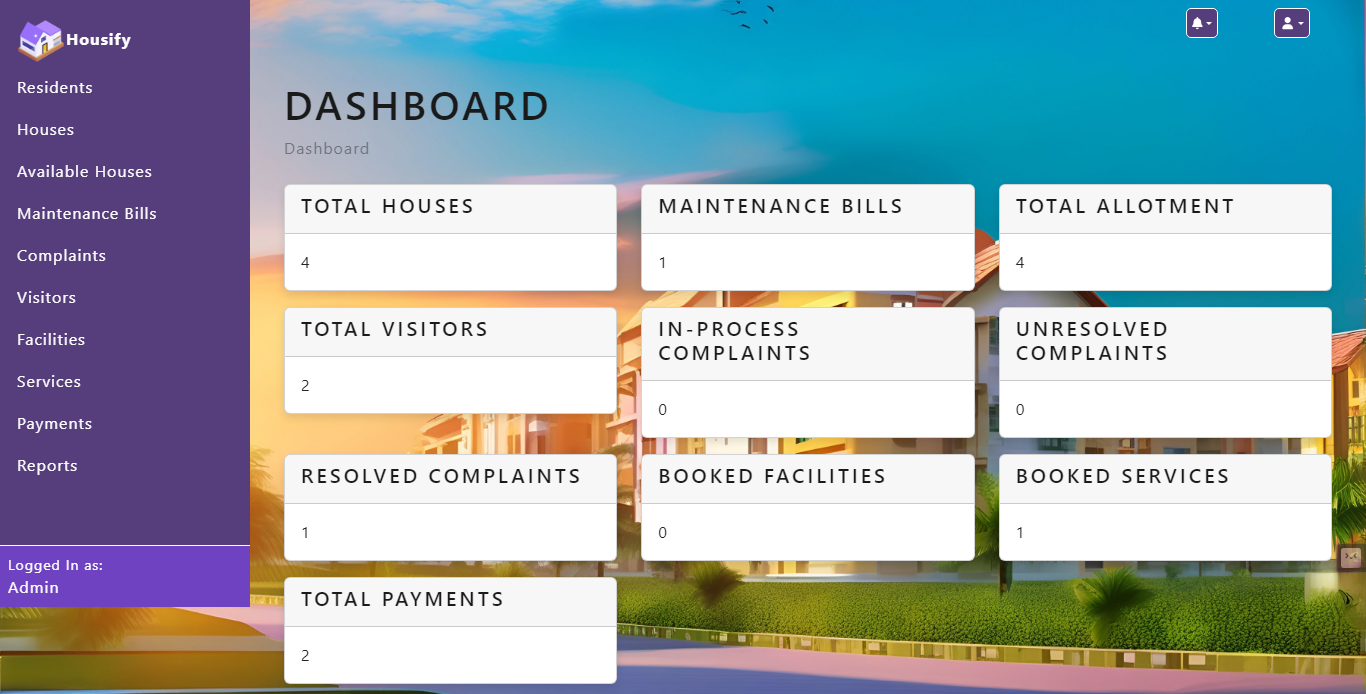 Housify
Residents
Houses
Available Houses
Maintenance Bills
Complaints
Visitors
Facilities
Services
Payments
Reports
Logged In as:
Admin
DASHBOARD
Dashboard
TOTAL HOUSES
4
MAINTENANCE BILLS
1
TOTAL ALLOTMENT
4
TOTAL VISITORS
2
IN-PROCESS
COMPLAINTS
0
UNRESOLVED
COMPLAINTS
0
RESOLVED COMPLAINTS
1
BOOKED FACILITIES
0
BOOKED SERVICES
1
TOTAL PAYMENTS
2